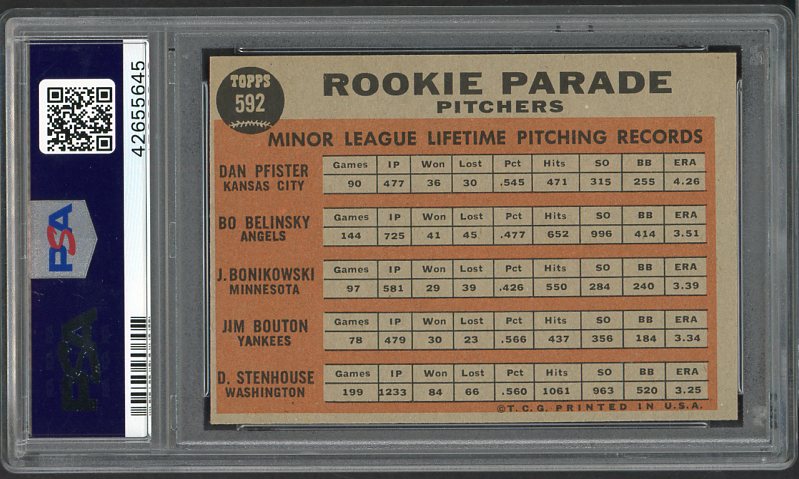 42655645
PSA
PSA
TOPPS
592
ROOKIE PARADE
PITCHERS
MINOR LEAGUE LIFETIME PITCHING RECORDS
DAN PFISTER
KANSAS CITY
Games IP Won Lost Pct Hits SO BB ERA
90 477 36 30 .545 471 315 255 4.26
BO BELINSKY
ANGELS
Games IP Won Lost Pct Hits SO BB ERA
144 725 41 45 .477 652 996 414 3.51
J. BONIKOWSKI
MINNESOTA
Games IP Won Lost Pct Hits SO BB ERA
97 581 29 39 .426 550 284 240 3.39
JIM BOUTON
YANKEES
Games IP Won Lost Pct Hits SO BB ERA
78 479 30 23 .566 437 356 184 3.34
D. STENHOUSE
WASHINGTON
Games IP Won Lost Pct Hits SO BB ERA
199 1233 84 66 .560 1061 963 520 3.25
©T.C.G. PRINTED IN U.S.A.